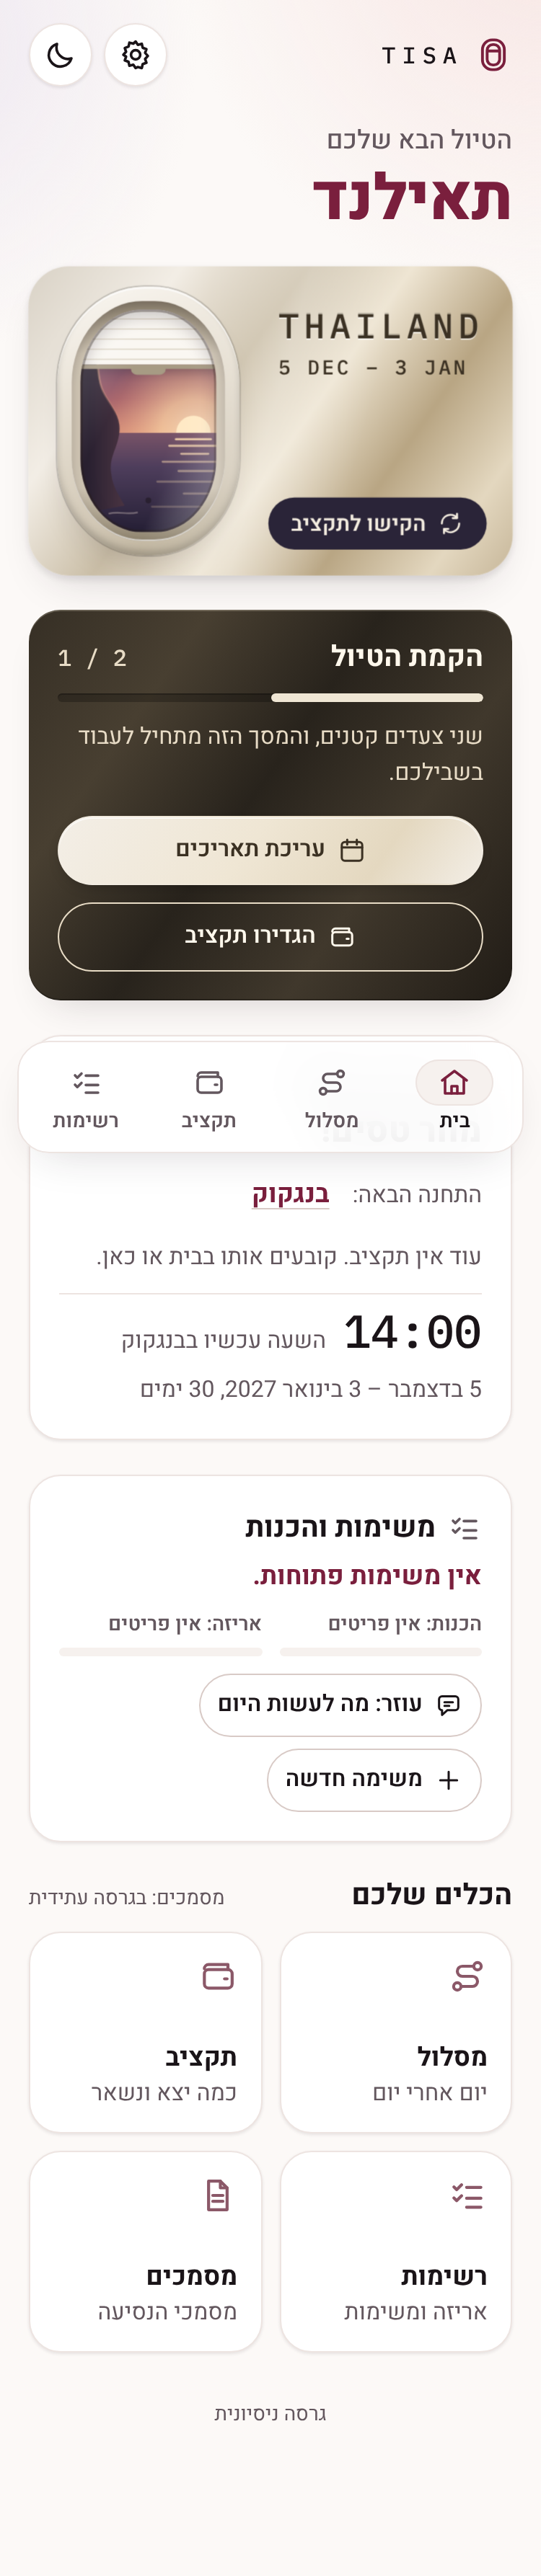 TISA
הטיול הבא שלכם
תאילנד
THAILAND
5 DEC – 3 JAN
הקישו לתקציב
הקמת הטיול
1 / 2
שני צעדים קטנים, והמסך הזה מתחיל לעבוד
בשבילכם.
עריכת תאריכים
הגדירו תקציב
בית
מסלול
תקציב
רשימות
התחנה הבאה: בנגקוק
עוד אין תקציב. קובעים אותו בבית או כאן.
14:00 השעה עכשיו בבנגקוק
5 בדצמבר – 3 בינואר 2027, 30 ימים
משימות והכנות
אין משימות פתוחות.
הכנות: אין פריטים
אריזה: אין פריטים
עוזר: מה לעשות היום
משימה חדשה
הכלים שלכם
מסמכים: בגרסה עתידית
מסלול
יום אחרי יום
תקציב
כמה יצא ונשאר
רשימות
אריזה ומשימות
מסמכים
מסמכי הנסיעה
גרסה ניסיונית